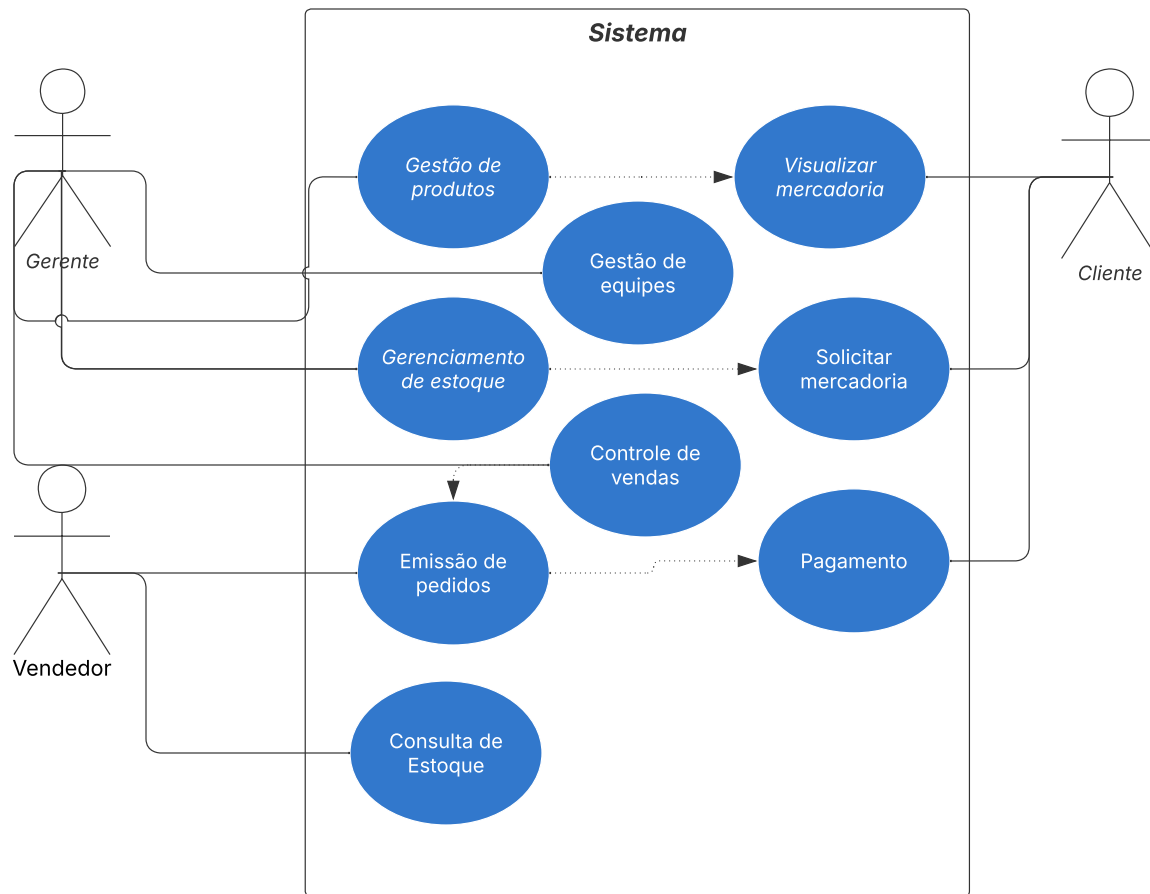 Sistema
Gestão de
produtos
Visualizar
mercadoria
Gerente
Gestão de
equipes
Cliente
Gerenciamento
de estoque
Solicitar
mercadoria
Controle de
vendas
Emissão de
pedidos
Pagamento
Vendedor
Consulta de
Estoque